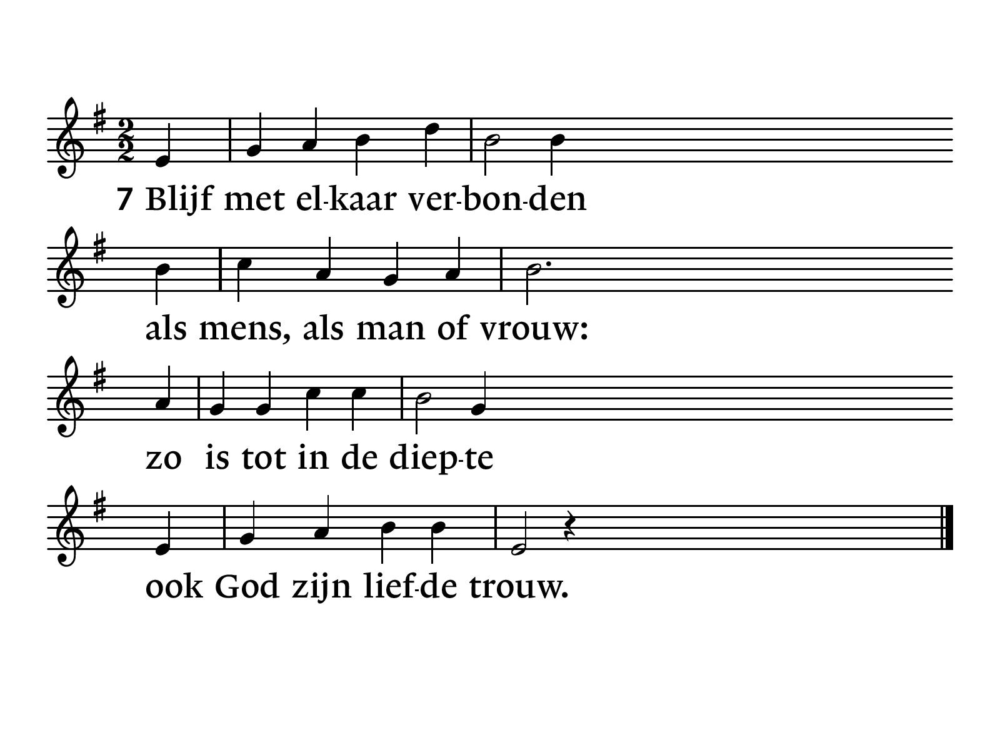 7 Blijf met el-kaar ver-bon-den
als mens, als man of vrouw:
zo is tot in de diep-te
ook God zijn lief-de trouw.